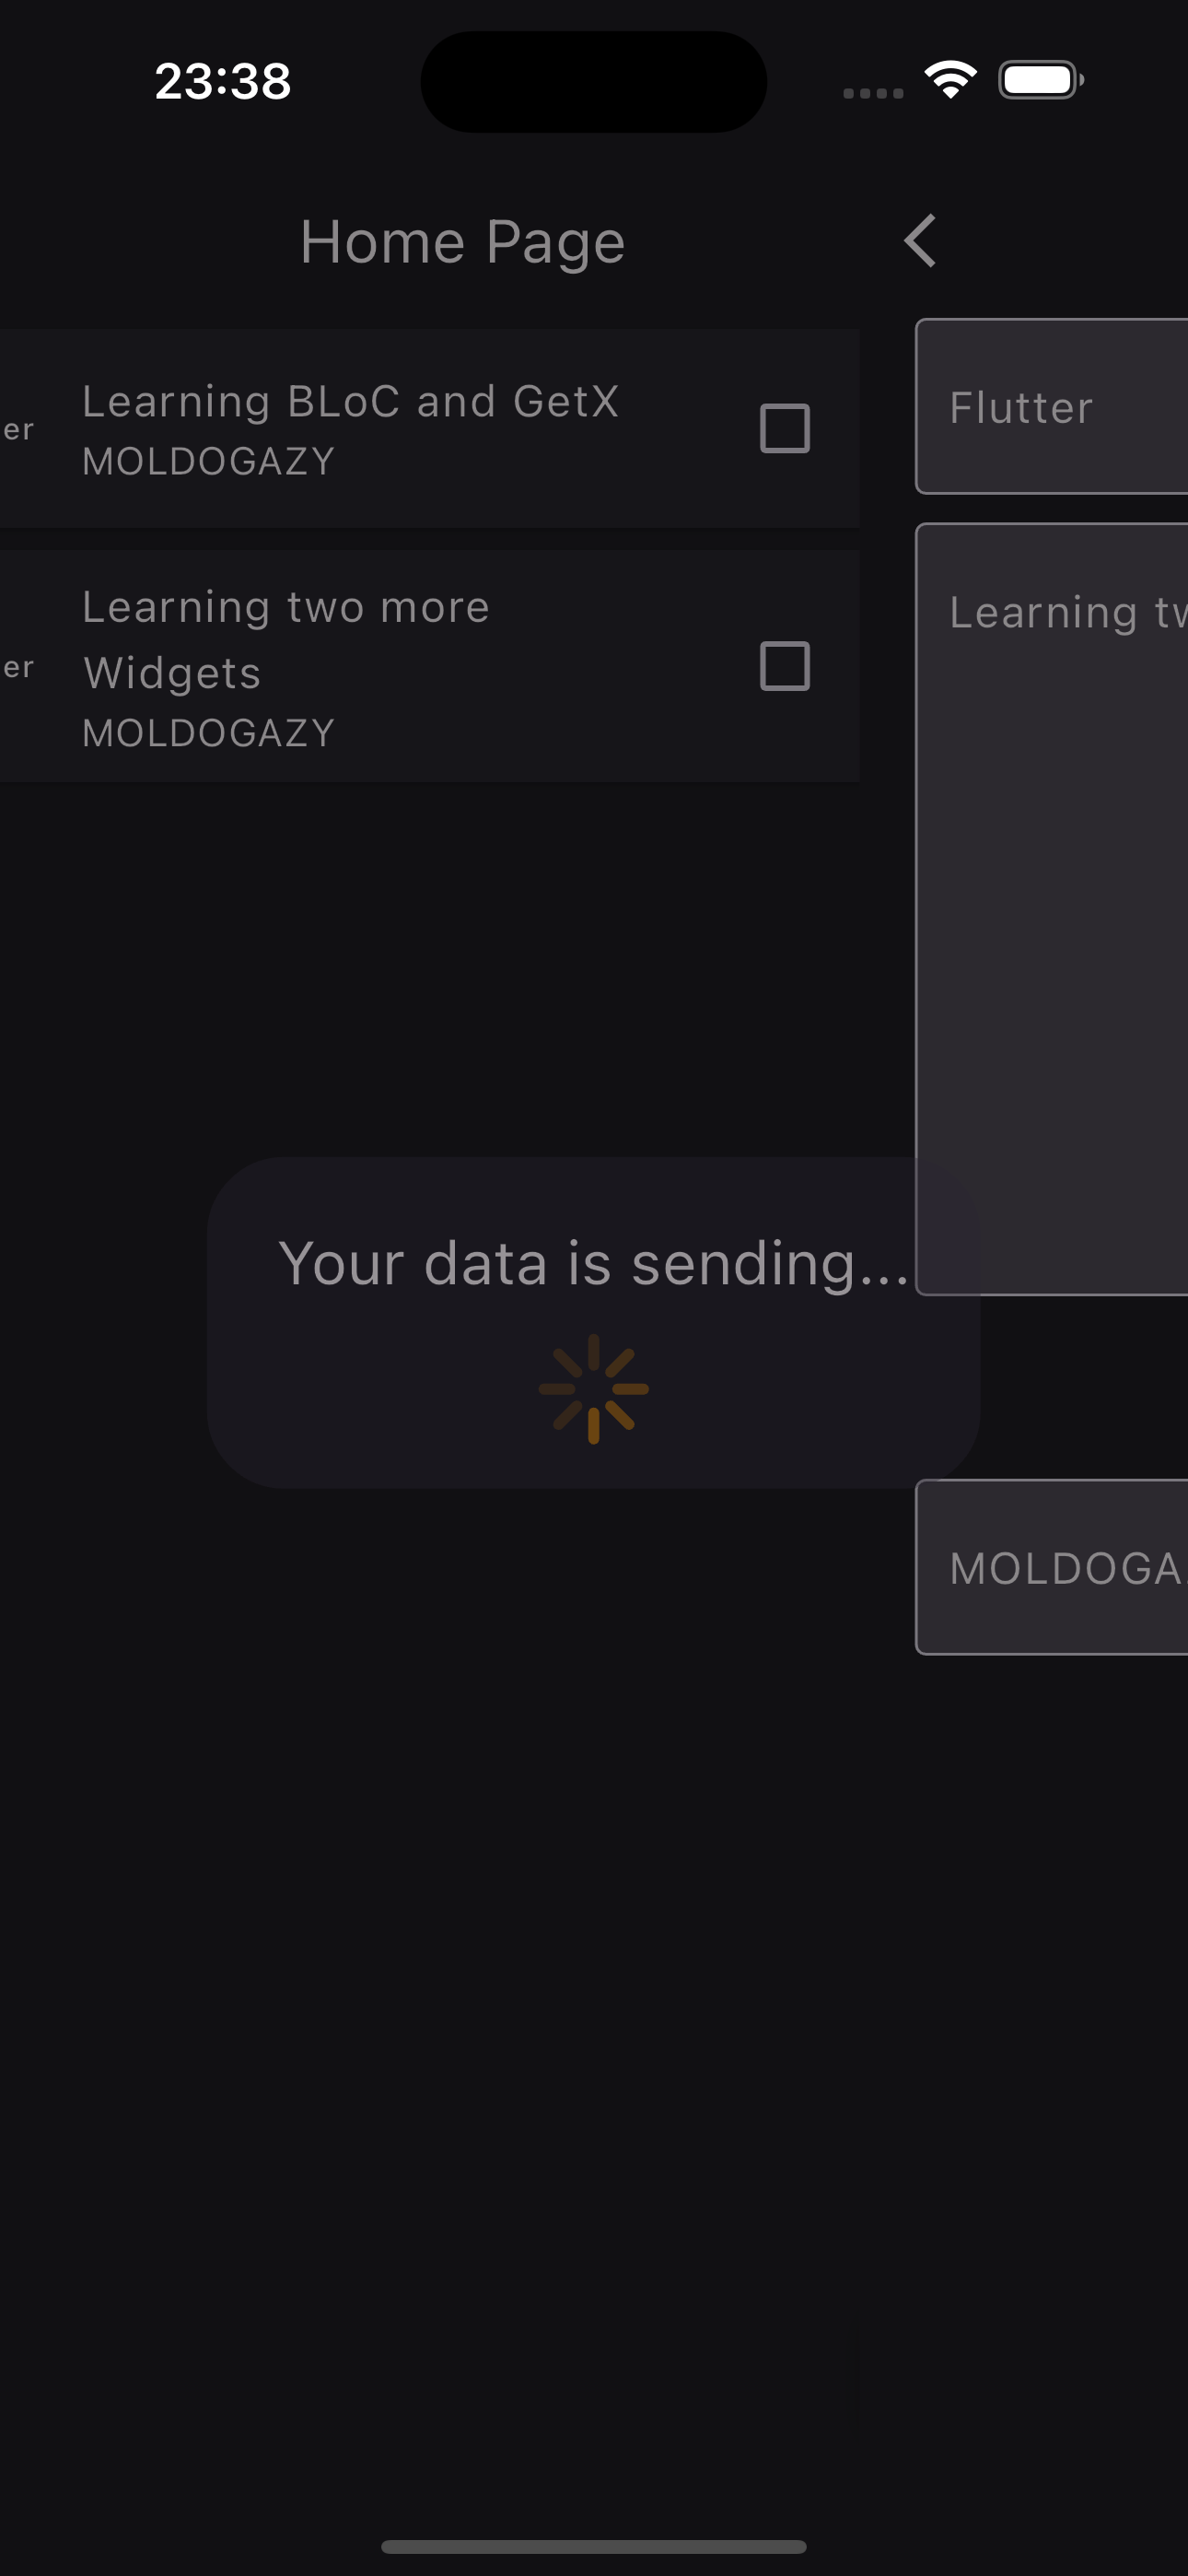 23:38
Home Page
er
Learning BLoC and GetX
MOLDOGAZY
er
Learning two more
Widgets
MOLDOGAZY
Flutter
Learning tw
Your data is sending...
MOLDOGA